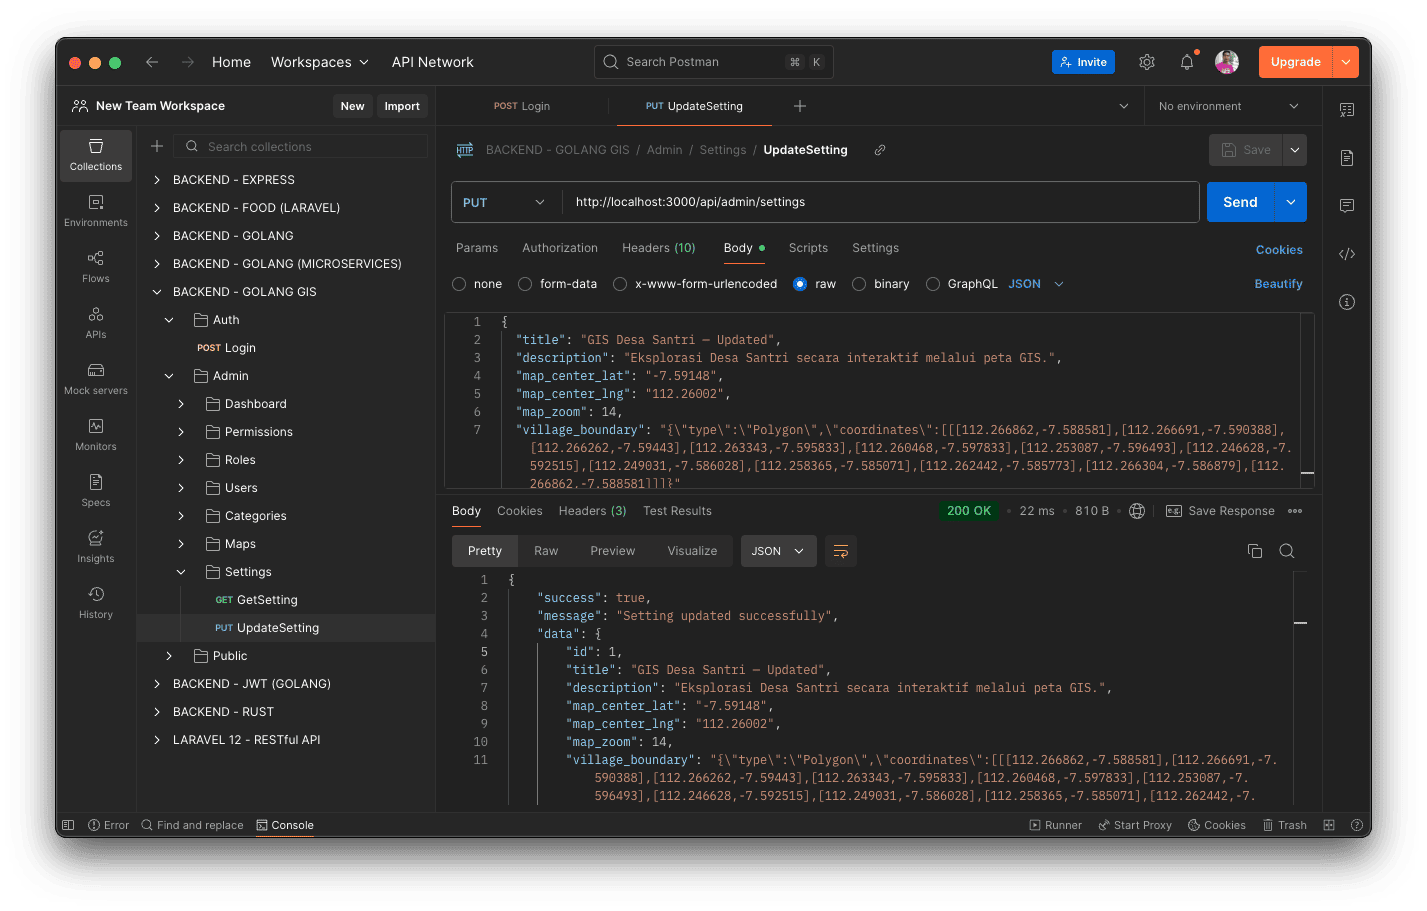 Home
Workspaces
API Network
Search Postman
⌘ K
Invite
Upgrade
New Team Workspace
New
Import
POST Login
PUT UpdateSetting
No environment
Collections
Environments
Flows
APIs
Mock servers
Monitors
Specs
Insights
History
Search collections
BACKEND - EXPRESS
BACKEND - FOOD (LARAVEL)
BACKEND - GOLANG
BACKEND - GOLANG (MICROSERVICES)
BACKEND - GOLANG GIS
Auth
POST Login
Admin
Dashboard
Permissions
Roles
Users
Categories
Maps
Settings
GET GetSetting
PUT UpdateSetting
Public
BACKEND - JWT (GOLANG)
BACKEND - RUST
LARAVEL 12 - RESTful API
HTTP BACKEND - GOLANG GIS / Admin / Settings / UpdateSetting
Save
PUT
http://localhost:3000/api/admin/settings
Send
Params
Authorization
Headers (10)
Body
Scripts
Settings
Cookies
none
form-data
x-www-form-urlencoded
raw
binary
GraphQL
JSON
Beautify
1 {
2 "title": "GIS Desa Santri — Updated",
3 "description": "Eksplorasi Desa Santri secara interaktif melalui peta GIS.",
4 "map_center_lat": "-7.59148",
5 "map_center_lng": "112.26002",
6 "map_zoom": 14,
7 "village_boundary": "{\"type\":\"Polygon\",\"coordinates\":[[[112.266862,-7.588581],[112.266691,-7.590388],
[112.266262,-7.59443],[112.263343,-7.595833],[112.260468,-7.597833],[112.253087,-7.596493],[112.246628,-7.
592515],[112.249031,-7.586028],[112.258365,-7.585071],[112.262442,-7.585773],[112.266304,-7.586879],[112.
266862,-7.588581]]]}"
Body
Cookies
Headers (3)
Test Results
200 OK
22 ms
810 B
e.g.
Save Response
Pretty
Raw
Preview
Visualize
JSON
1 {
2 "success": true,
3 "message": "Setting updated successfully",
4 "data": {
5 "id": 1,
6 "title": "GIS Desa Santri — Updated",
7 "description": "Eksplorasi Desa Santri secara interaktif melalui peta GIS.",
8 "map_center_lat": "-7.59148",
9 "map_center_lng": "112.26002",
10 "map_zoom": 14,
11 "village_boundary": "{\"type\":\"Polygon\",\"coordinates\":[[[112.266862,-7.588581],[112.266691,-7.
590388],[112.266262,-7.59443],[112.263343,-7.595833],[112.260468,-7.597833],[112.253087,-7.
596493],[112.246628,-7.592515],[112.249031,-7.586028],[112.258365,-7.585071],[112.262442,-7.
Error
Find and replace
Console
Runner
Start Proxy
Cookies
Trash